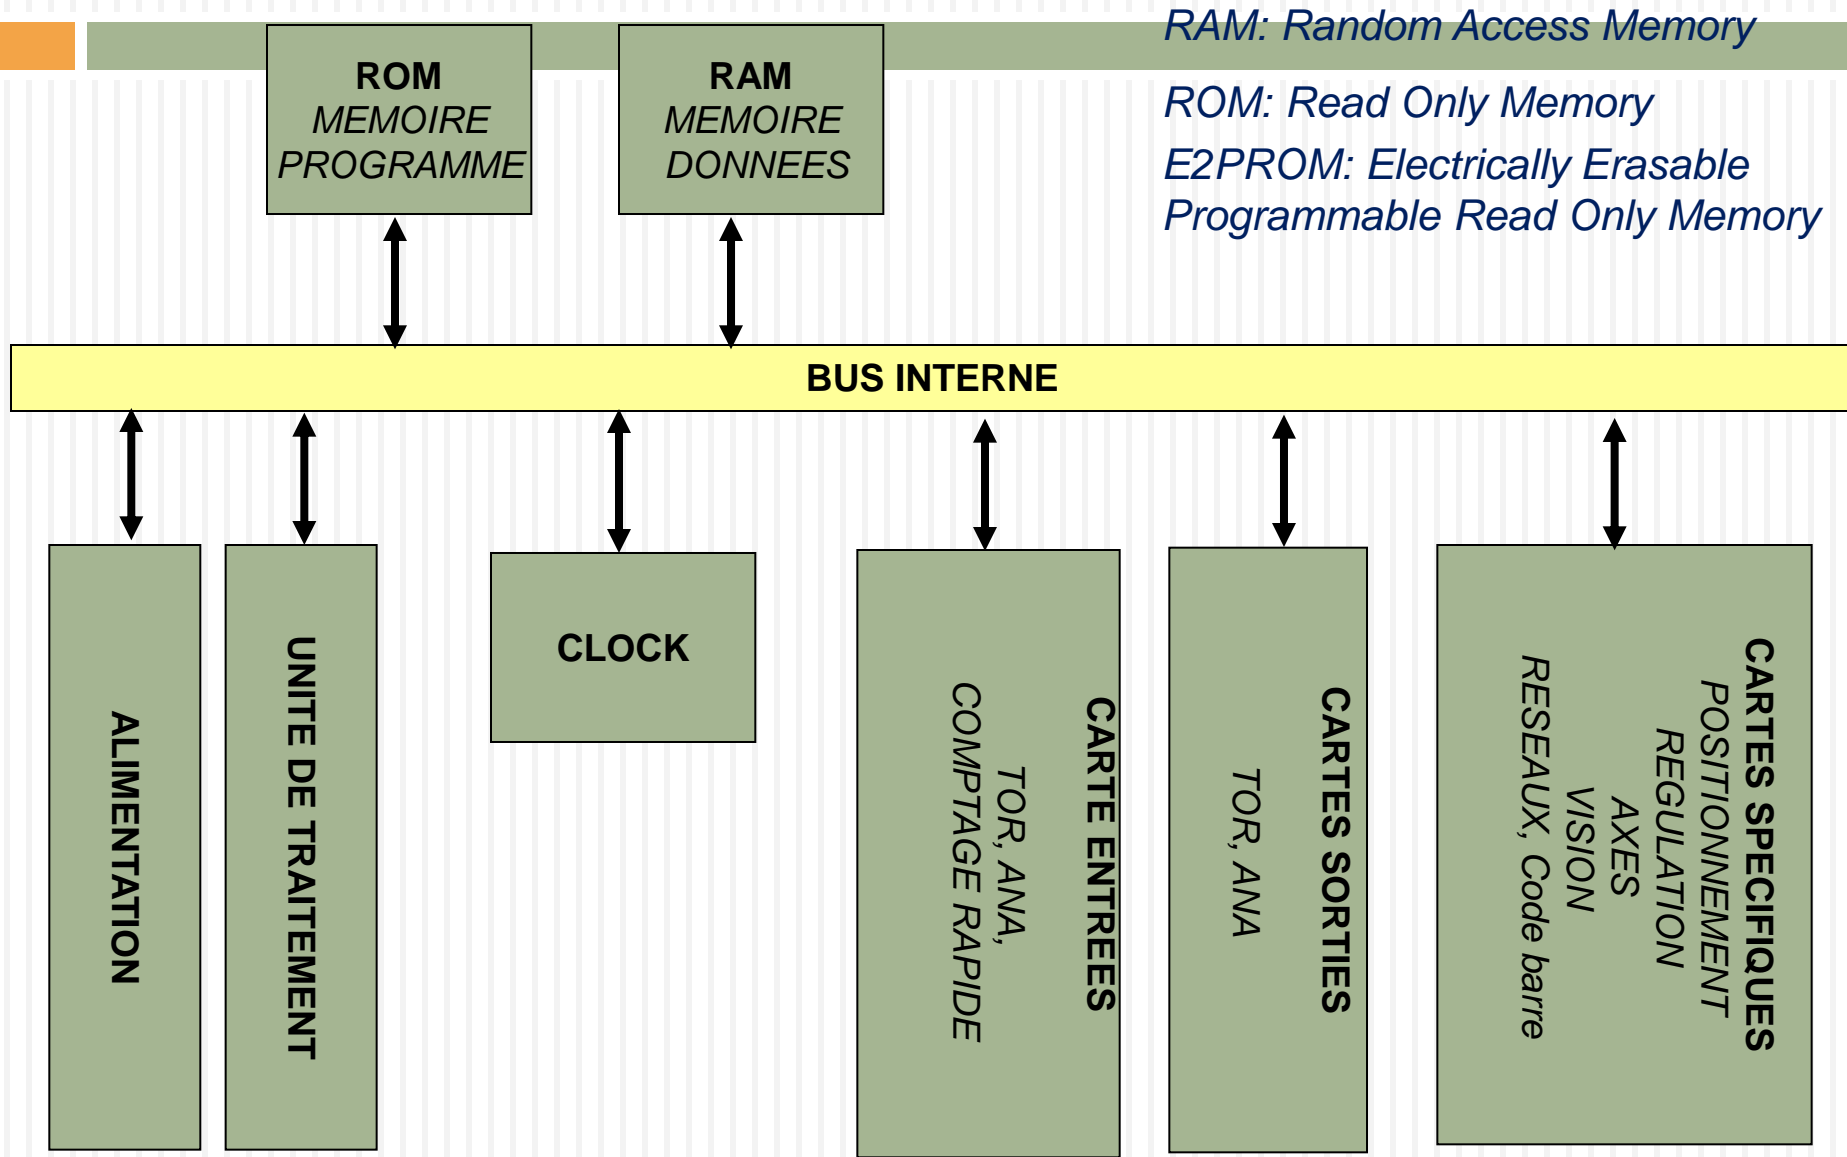 RAM: Random Access Memory
ROM: Read Only Memory
E2PROM: Electrically Erasable
Programmable Read Only Memory
ROM
MEMOIRE
PROGRAMME
RAM
MEMOIRE
DONNEES
BUS INTERNE
ALIMENTATION
UNITE DE TRAITEMENT
CLOCK
CARTE ENTREES
TOR, ANA,
COMPTAGE RAPIDE
CARTES SORTIES
TOR, ANA
CARTES SPECIFIQUES
POSITIONNEMENT
REGULATION
AXES
VISION
RESEAUX, Code barre